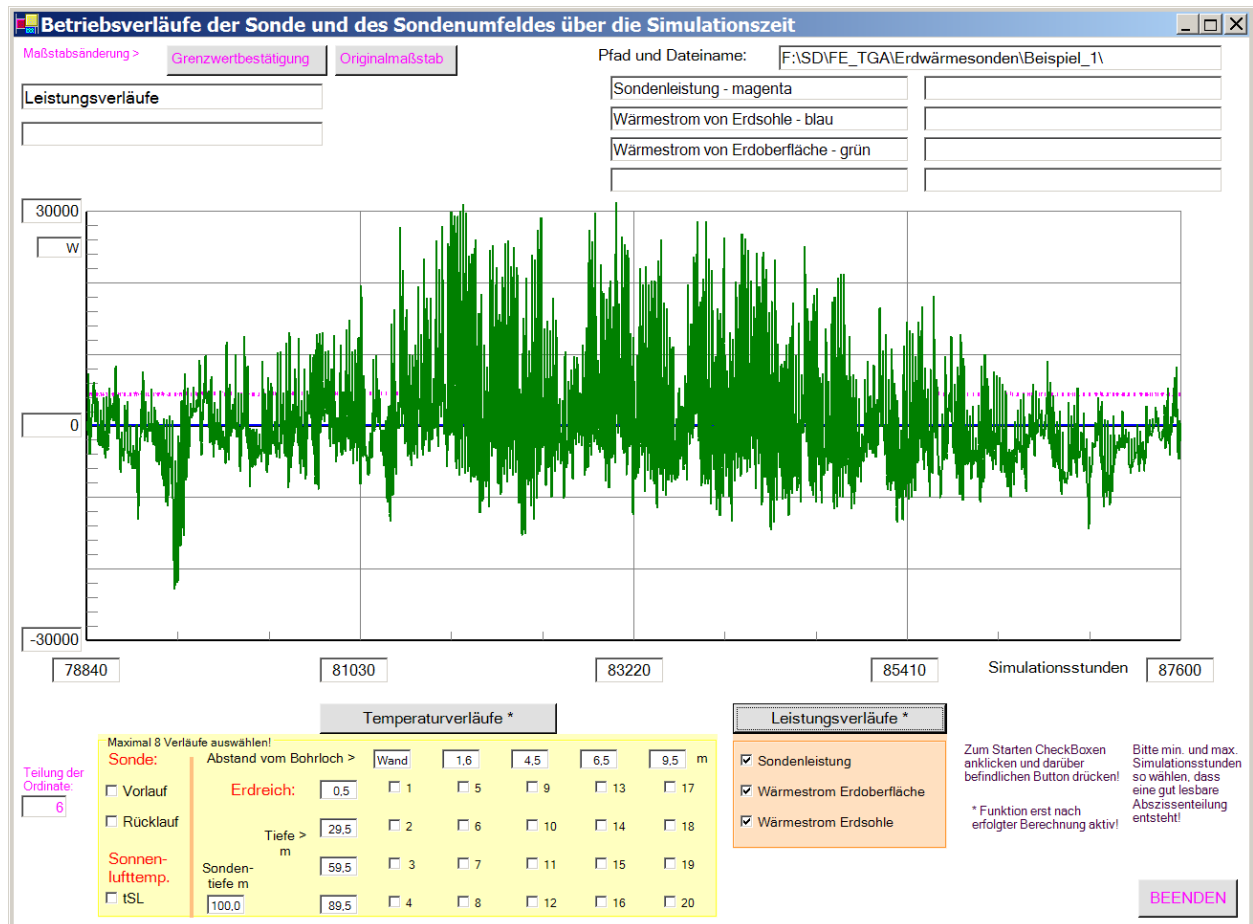 Betriebsverläufe der Sonde und des Sondenumfeldes über die Simulationszeit
Maßstabsänderung >
Grenzwertbestätigung
Originalmaßstab
Pfad und Dateiname:
F:\SD\FE_TGA\Erdwärmesonden\Beispiel_1\
Leistungsverläufe
Sondenleistung - magenta
Wärmestrom von Erdsohle - blau
Wärmestrom von Erdoberfläche - grün
30000
W
0
-30000
78840
81030
83220
85410
Simulationsstunden
87600
Temperaturverläufe *
Leistungsverläufe *
Teilung der
Ordinate:
6
Maximal 8 Verläufe auswählen!
Sonde:
Vorlauf
Rücklauf
Sonnen-
lufttemp.
tSL
Abstand vom Bohrloch > Wand 1,6 4,5 6,5 9,5 m
Erdreich: 0,5 1 5 9 13 17
Tiefe > 29,5 2 6 10 14 18
m
Sonden- 59,5 3 7 11 15 19
tiefe m
100,0 89,5 4 8 12 16 20
Sondenleistung
Wärmestrom Erdoberfläche
Wärmestrom Erdsohle
Zum Starten CheckBoxen
anklicken und darüber
befindlichen Button drücken!
* Funktion erst nach
erfolgter Berechnung aktiv!
Bitte min. und max.
Simulationsstunden
so wählen, dass
eine gut lesbare
Abszissenteilung
entsteht!
BEENDEN